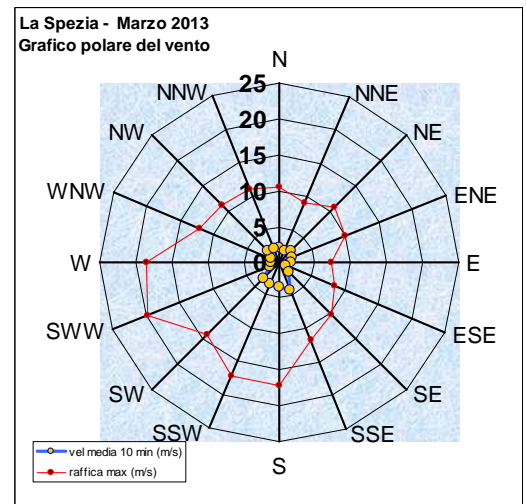 La Spezia - Marzo 2013
Grafico polare del vento
N
NNW
NNE
NW
NE
WNW
ENE
W
E
SWW
ESE
SW
SE
SSW
SSE
S
25
20
15
10
5
0
vel media 10 min (m/s)
raffica max (m/s)